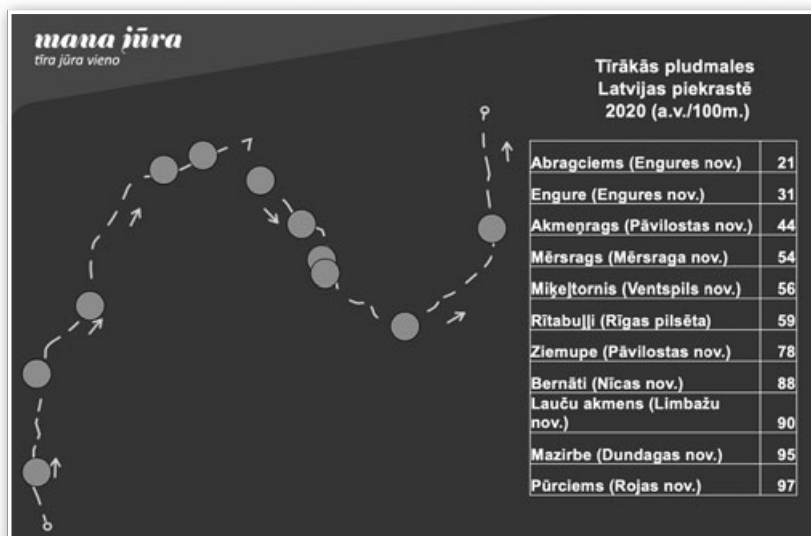 mana jūra
tīra jūra vieno
Tīrākās pludmales
Latvijas piekrastē
2020 (a.v./100m.)
Abragciems (Engures nov.) 21
Engure (Engures nov.) 31
Akmeņrags (Pāvilostas nov.) 44
Mērsrags (Mērsraga nov.) 54
Miķeļtornis (Ventspils nov.) 56
Rītabuļļi (Rīgas pilsēta) 59
Ziemupe (Pāvilostas nov.) 78
Bernāti (Nīcas nov.) 88
Lauču akmens (Limbažu
nov.) 90
Mazirbe (Dundagas nov.) 95
Pūrciems (Rojas nov.) 97